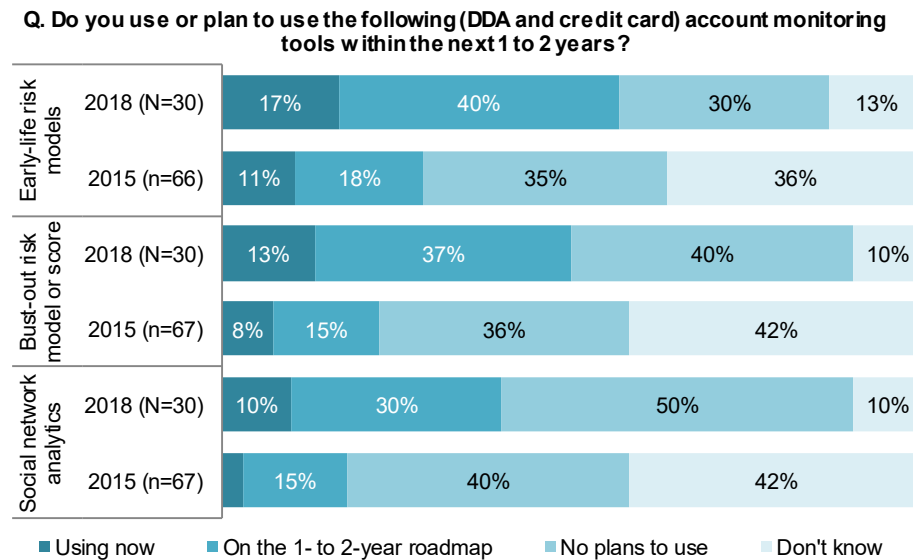 Q. Do you use or plan to use the following (DDA and credit card) account monitoring
tools within the next 1 to 2 years?
Early-life risk
models
2018 (N=30)
17% 40% 30% 13%
2015 (n=66)
11% 18% 35% 36%
Bust-out risk
model or score
2018 (N=30)
13% 37% 40% 10%
2015 (n=67)
8% 15% 36% 42%
Social network
analytics
2018 (N=30)
10% 30% 50% 10%
2015 (n=67)
15% 40% 42%
Using now On the 1- to 2-year roadmap No plans to use Don't know